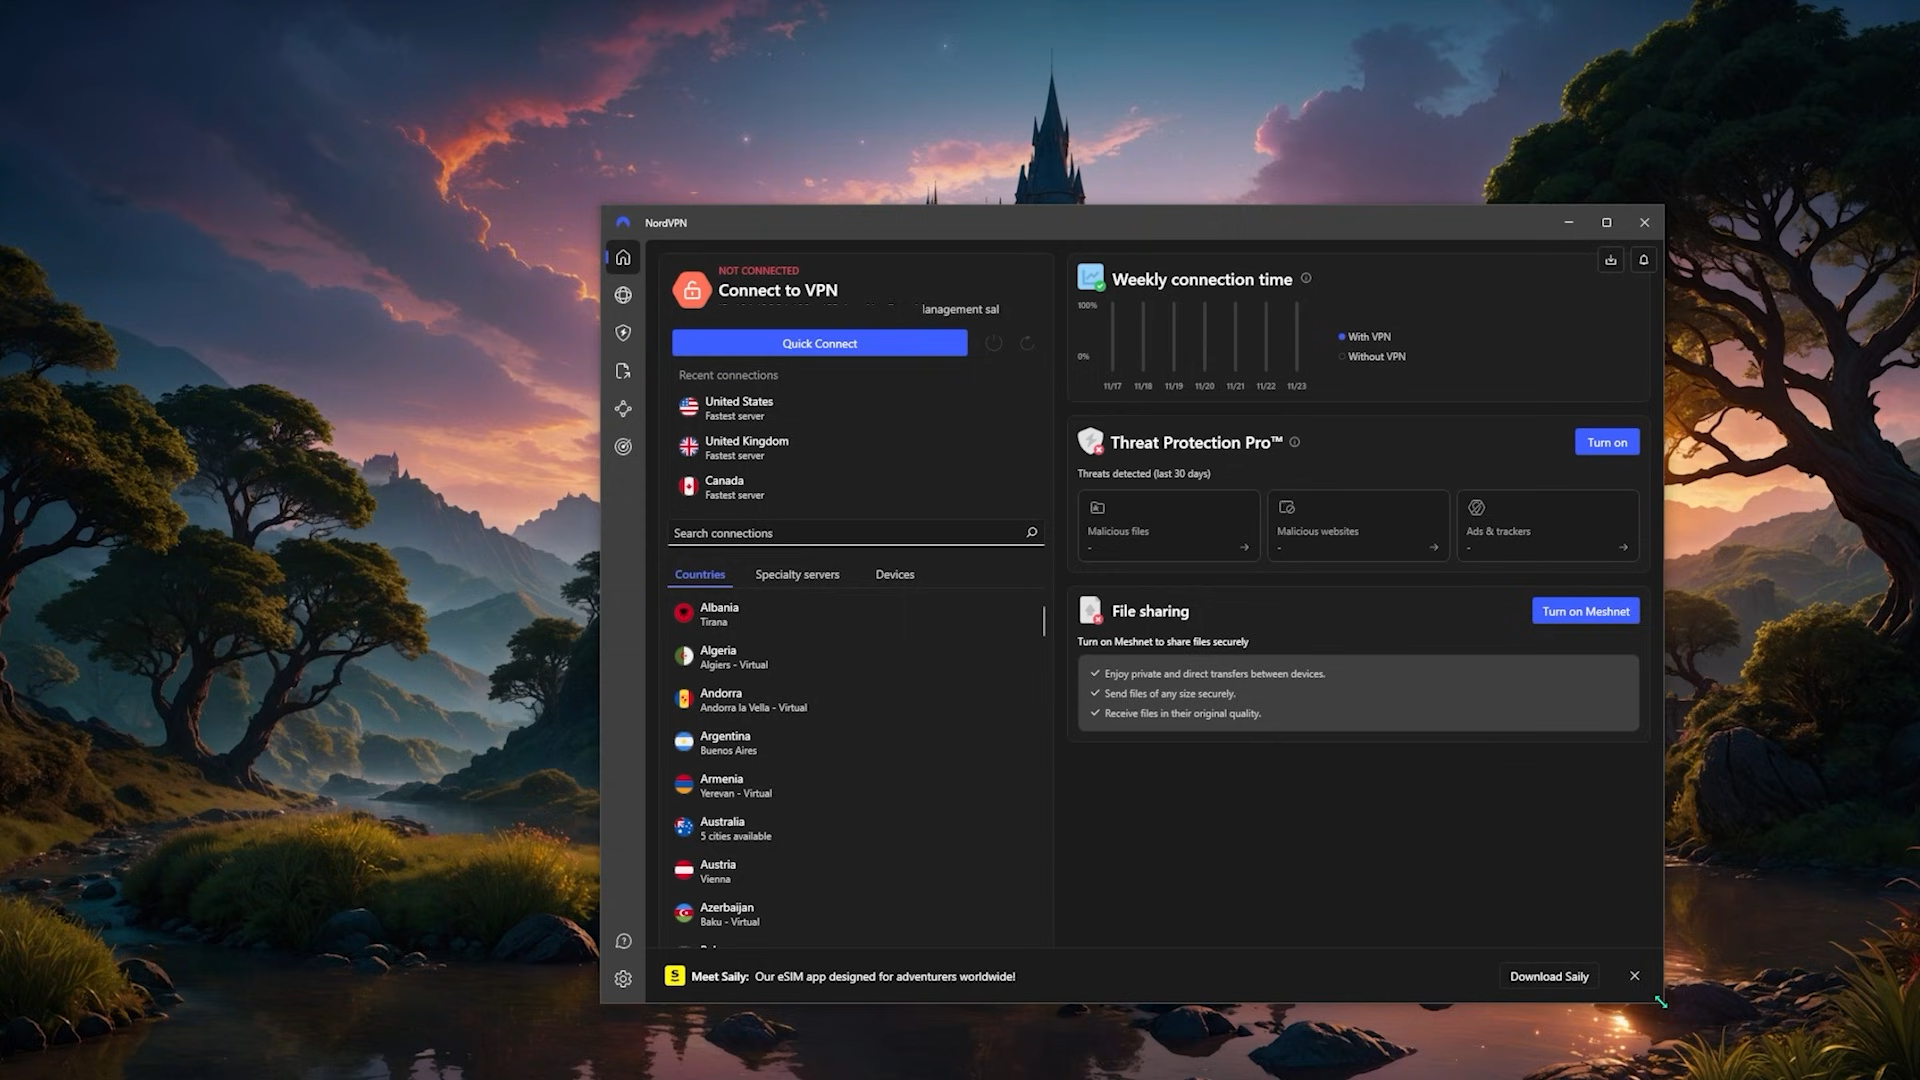 NordVPN
NOT CONNECTED
Connect to VPN
anagement sal
Quick Connect
Recent connections
United States
Fastest server
United Kingdom
Fastest server
Canada
Fastest server
Search connections
Countries Specialty servers Devices
Albania
Tirana
Algeria
Algiers - Virtual
Andorra
Andorra la Vella - Virtual
Argentina
Buenos Aires
Armenia
Yerevan - Virtual
Australia
5 cities available
Austria
Vienna
Azerbaijan
Baku - Virtual
Weekly connection time
100%
0%
11/17 11/18 11/19 11/20 11/21 11/22 11/23
With VPN
Without VPN
Threat Protection Pro™
Turn on
Threats detected (last 30 days)
Malicious files
-
Malicious websites
-
Ads & trackers
-
File sharing
Turn on Meshnet
Turn on Meshnet to share files securely
Enjoy private and direct transfers between devices.
Send files of any size securely.
Receive files in their original quality.
S
Meet Saily: Our eSIM app designed for adventurers worldwide!
Download Saily